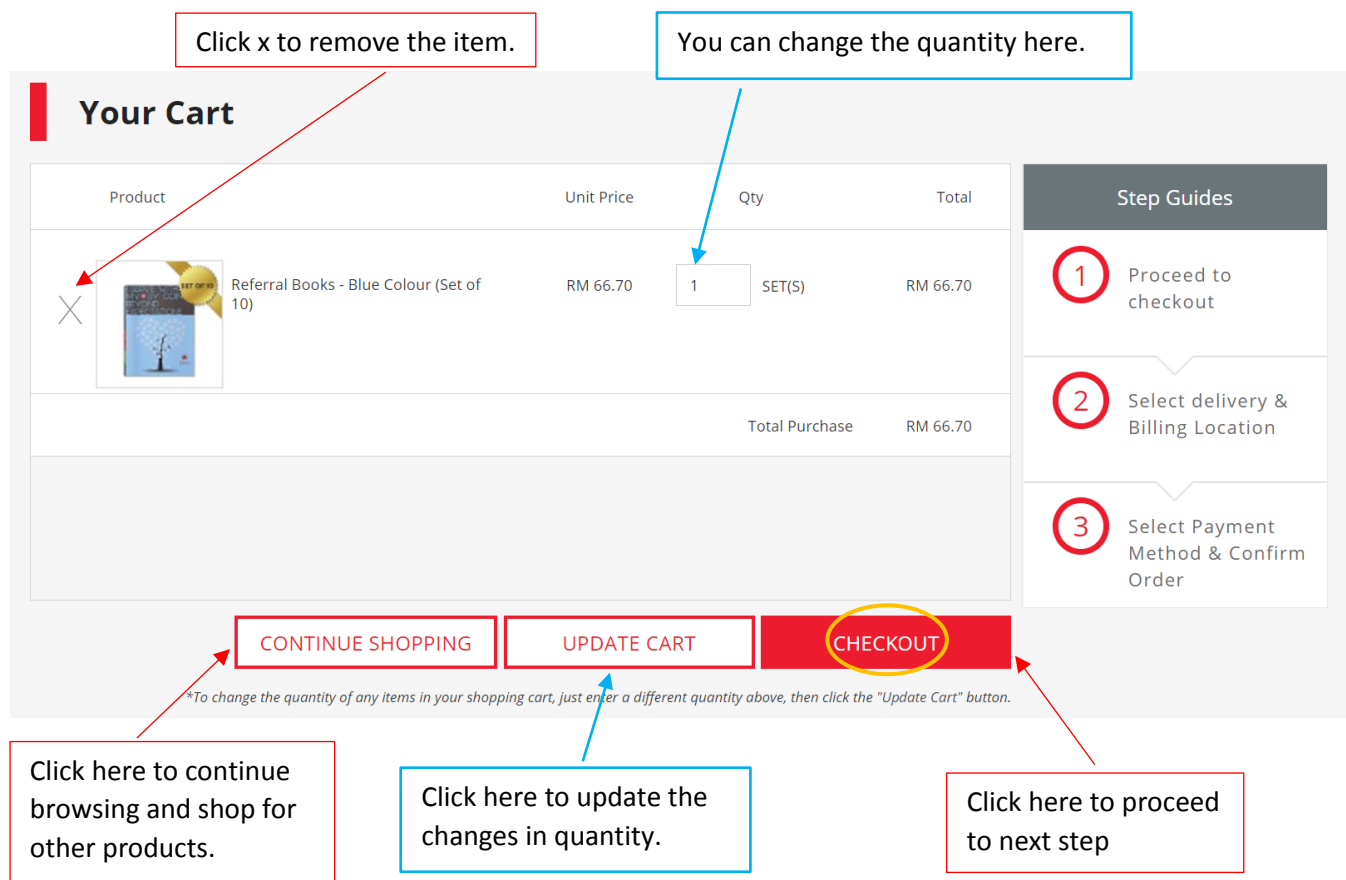 Click x to remove the item.
You can change the quantity here.
Your Cart
Product Unit Price Qty Total
SET OF 10
Referral Books - Blue Colour (Set of
10)
RM 66.70 1 SET(S) RM 66.70
Total Purchase RM 66.70
Step Guides
1 Proceed to
checkout
2 Select delivery &
Billing Location
3 Select Payment
Method & Confirm
Order
CONTINUE SHOPPING UPDATE CART CHECKOUT
*To change the quantity of any items in your shopping cart, just enter a different quantity above, then click the "Update Cart" button.
Click here to continue
browsing and shop for
other products.
Click here to update the
changes in quantity.
Click here to proceed
to next step